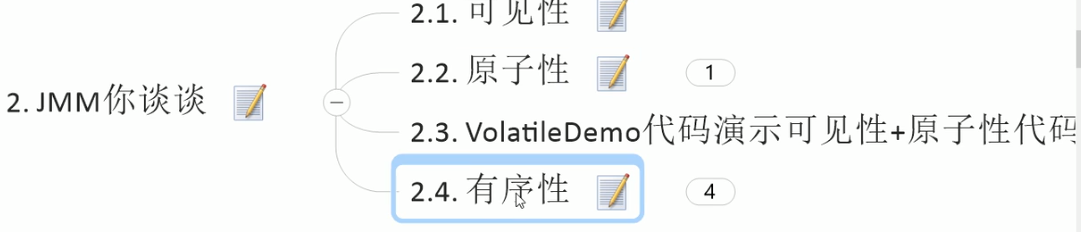 2.1. 可见性
2.2. 原子性 1
2. JMM你谈谈
2.3. VolatileDemo代码演示可见性+原子性代码
2.4. 有序性 4